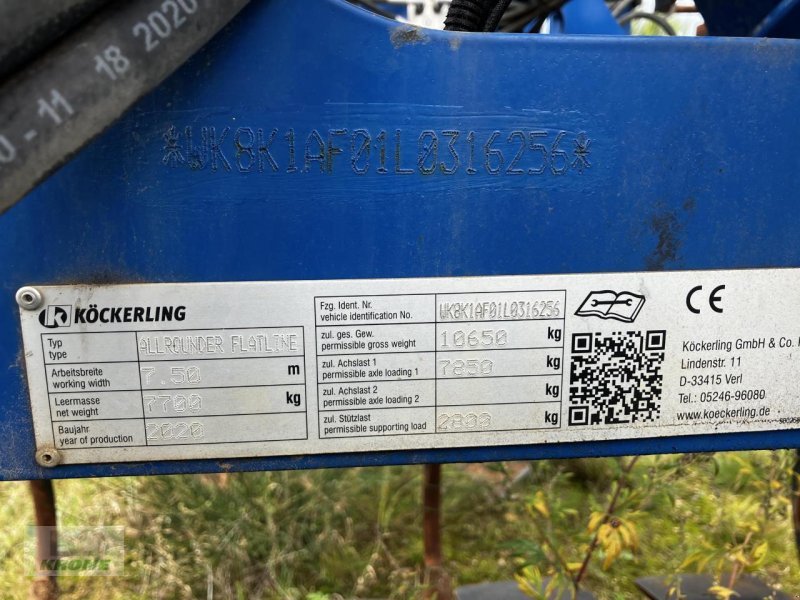 0-11 18 2020
*WK8K1AF01L0316256*
KÖCKERLING
Typ
type
ALLROUNDER FLATLINE
Arbeitsbreite
working width
7.50 m
Leermasse
net weight
7700 kg
Baujahr
year of production
2020
Fzg. Ident. Nr.
vehicle identification No.
WK8K1AF01L0316256
zul. ges. Gew.
permissible gross weight
10650 kg
zul. Achslast 1
permissible axle loading 1
7850 kg
zul. Achslast 2
permissible axle loading 2
kg
zul. Stützlast
permissible supporting load
2800 kg
CE
Köckerling GmbH & Co.
Lindenstr. 11
D-33415 Verl
Tel.: 05246-96080
www.koeckerling.de
KRONE